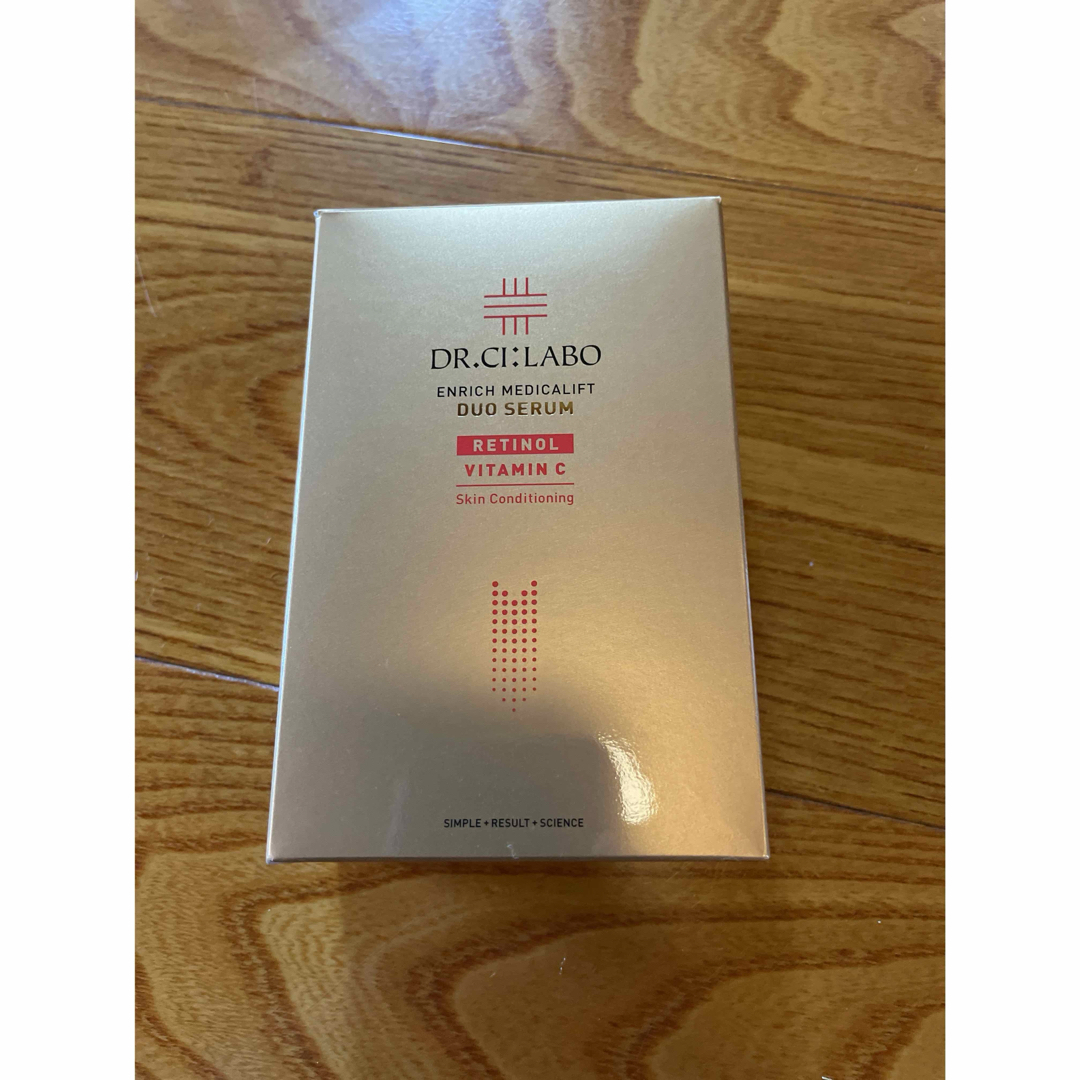 DR.CI:LABO
ENRICH MEDICALIFT
DUO SERUM
RETINOL
VITAMIN C
Skin Conditioning
SIMPLE + RESULT + SCIENCE